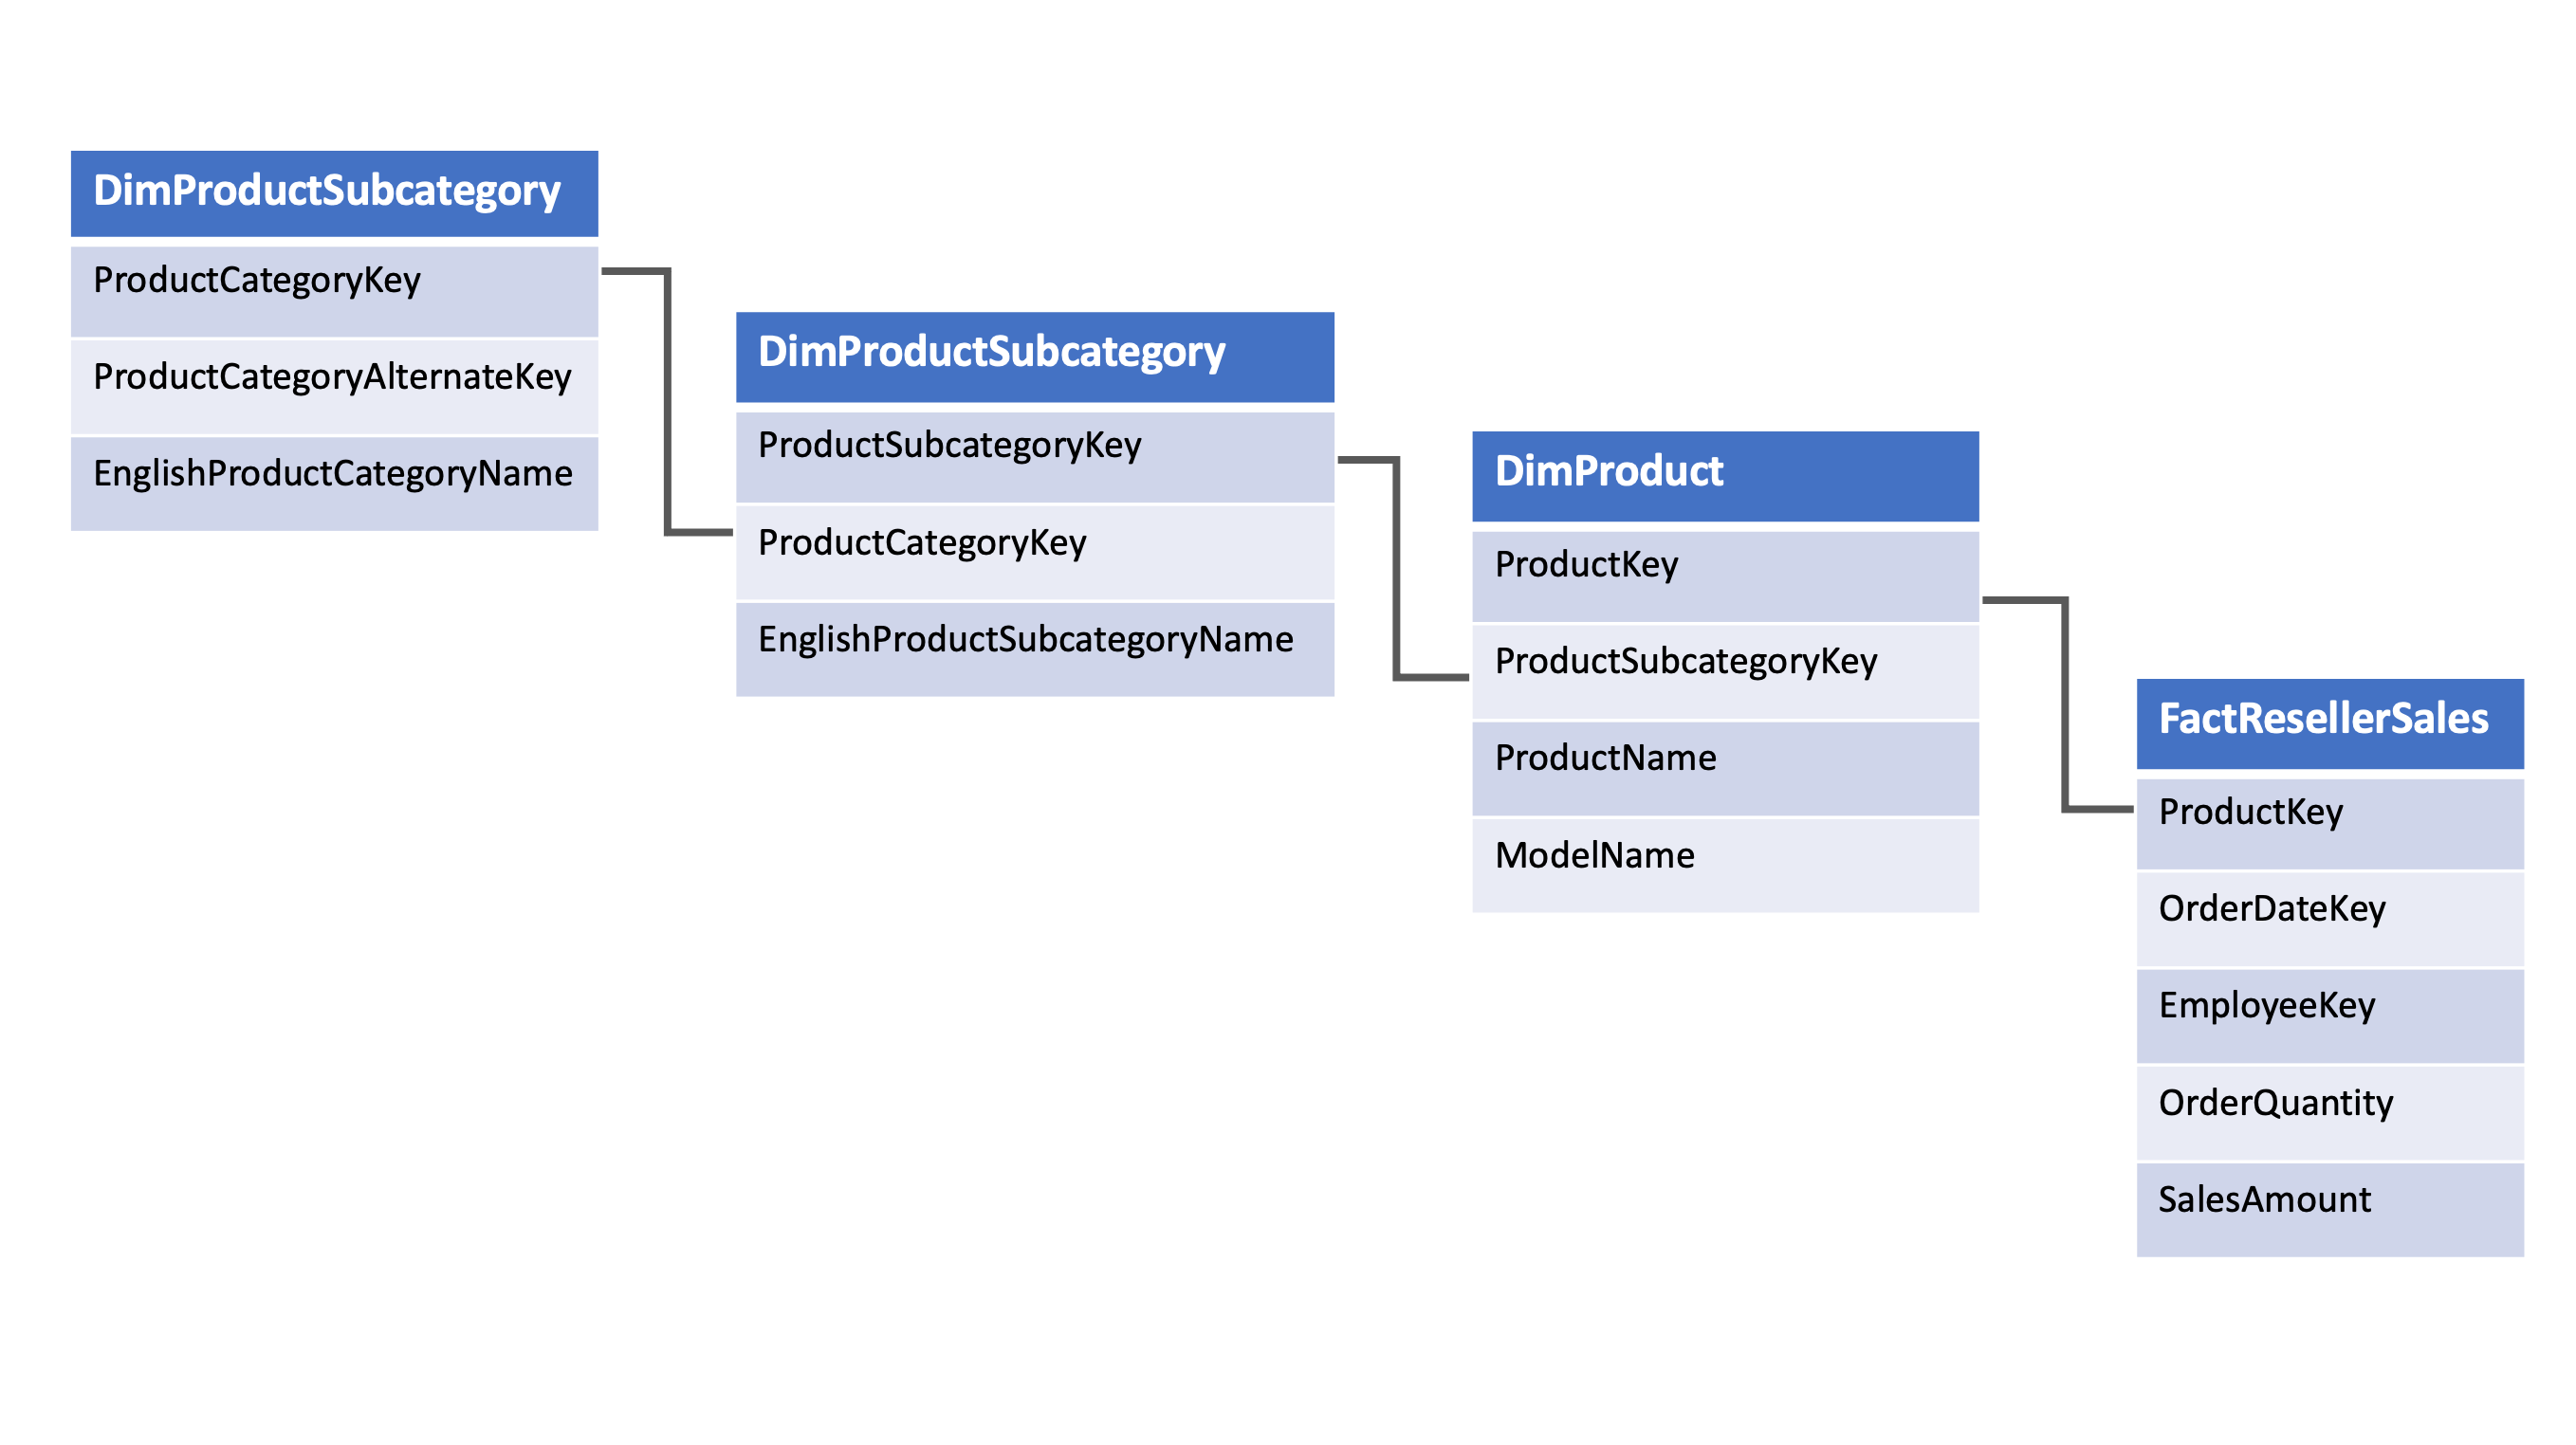 DimProductSubcategory
ProductCategoryKey
ProductCategoryAlternateKey
EnglishProductCategoryName
DimProductSubcategory
ProductSubcategoryKey
ProductCategoryKey
EnglishProductSubcategoryName
DimProduct
ProductKey
ProductSubcategoryKey
ProductName
ModelName
FactResellerSales
ProductKey
OrderDateKey
EmployeeKey
OrderQuantity
SalesAmount